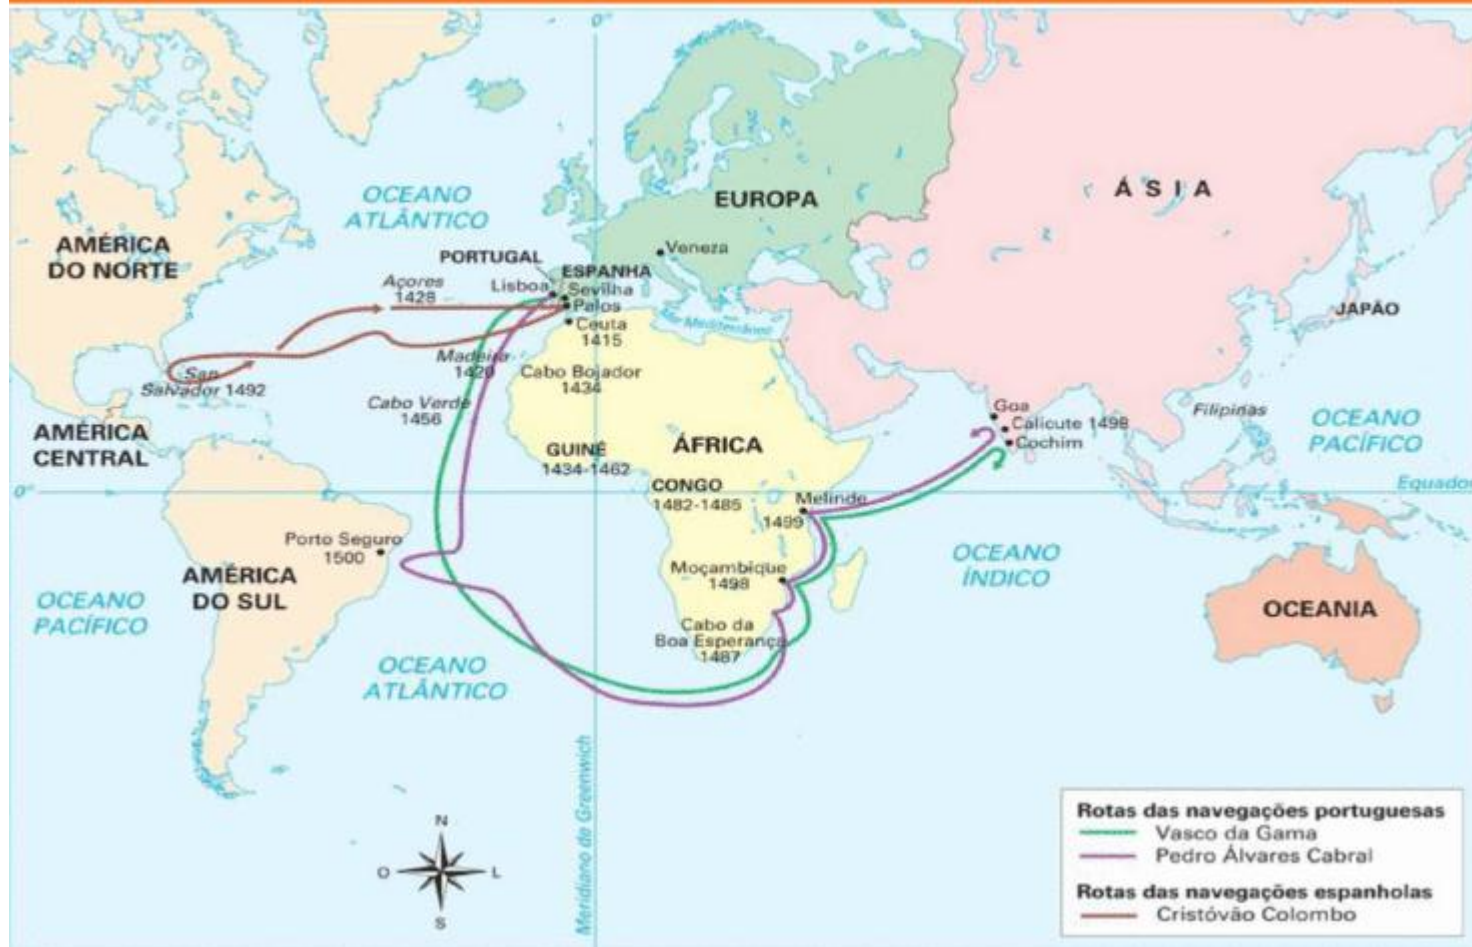 0°
OCEANO
ATLÂNTICO
AMÉRICA
DO NORTE
EUROPA
ÁSIA
Veneza
PORTUGAL
ESPANHA
Lisboa
Sevilha
Palos
Açores
1428
Ceuta
1415
Mar Mediterrâneo
JAPÃO
Madeira
1420
Cabo Bojador
1434
San
Salvador 1492
Cabo Verde
1456
AMÉRICA
CENTRAL
GUINÉ
1434-1462
ÁFRICA
Goa
Calicute 1498
Cochim
Filipinas
OCEANO
PACÍFICO
0°
Equador
CONGO
1482-1485
Melinde
1499
Porto Seguro
1500
AMÉRICA
DO SUL
Moçambique
1498
OCEANO
ÍNDICO
OCEANO
PACÍFICO
OCEANIA
Cabo da
Boa Esperança
1487
OCEANO
ATLÂNTICO
Meridiano de Greenwich
N
O
L
S
Rotas das navegações portuguesas
Vasco da Gama
Pedro Álvares Cabral
Rotas das navegações espanholas
Cristóvão Colombo